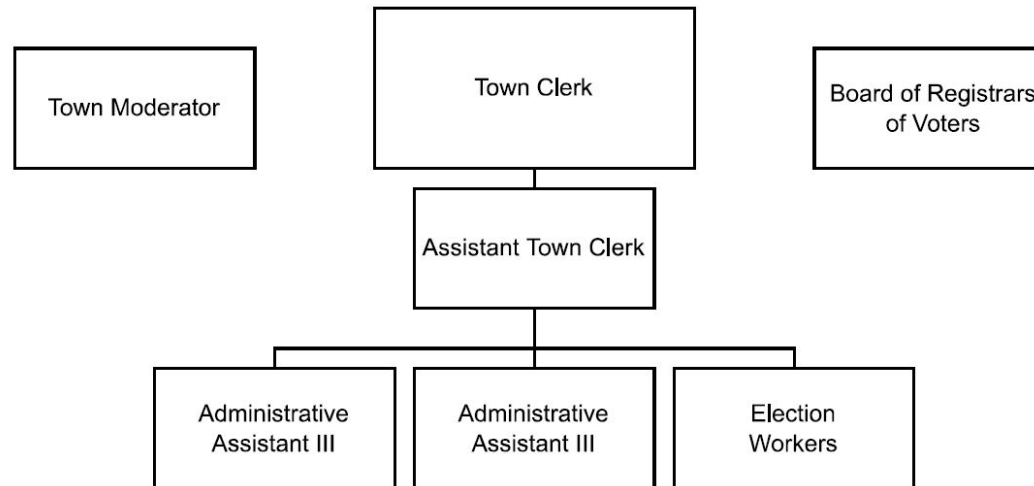 Town Moderator
Town Clerk
Board of Registrars
of Voters
Assistant Town Clerk
Administrative
Assistant III
Administrative
Assistant III
Election
Workers